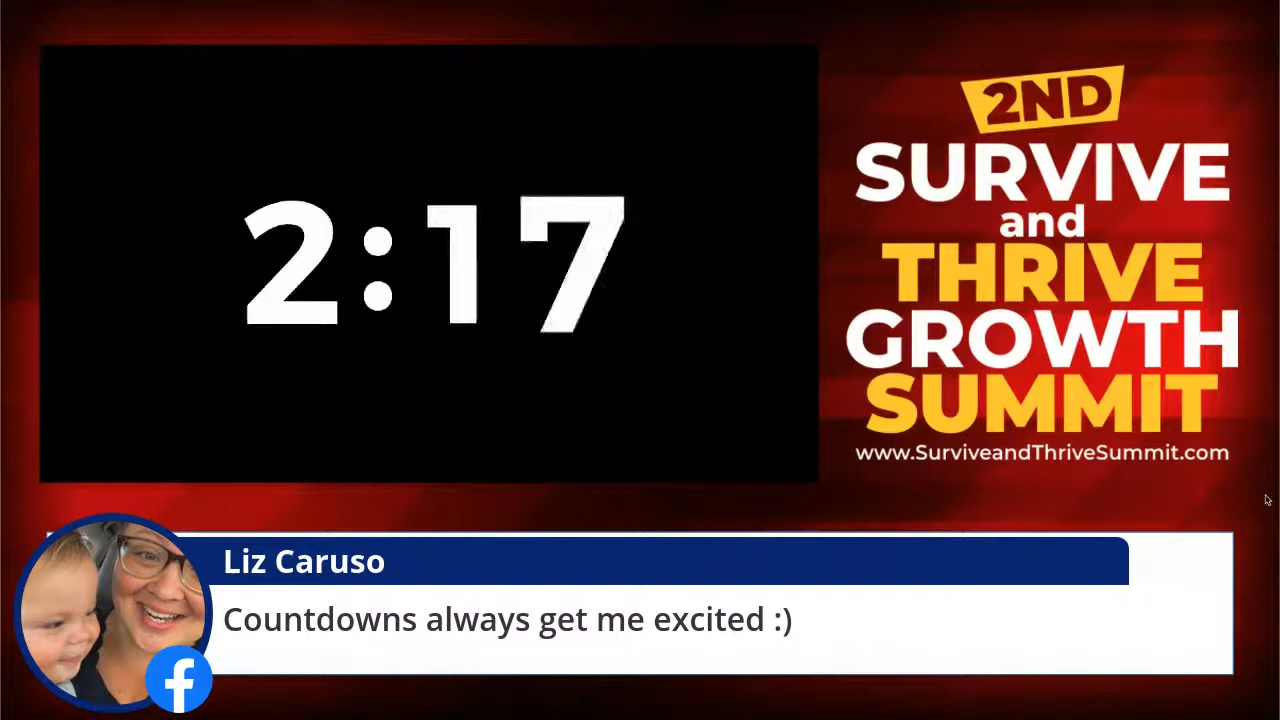 2:17
2ND
SURVIVE
and
THRIVE
GROWTH
SUMMIT
www.SurviveandThriveSummit.com
Liz Caruso
Countdowns always get me excited :)